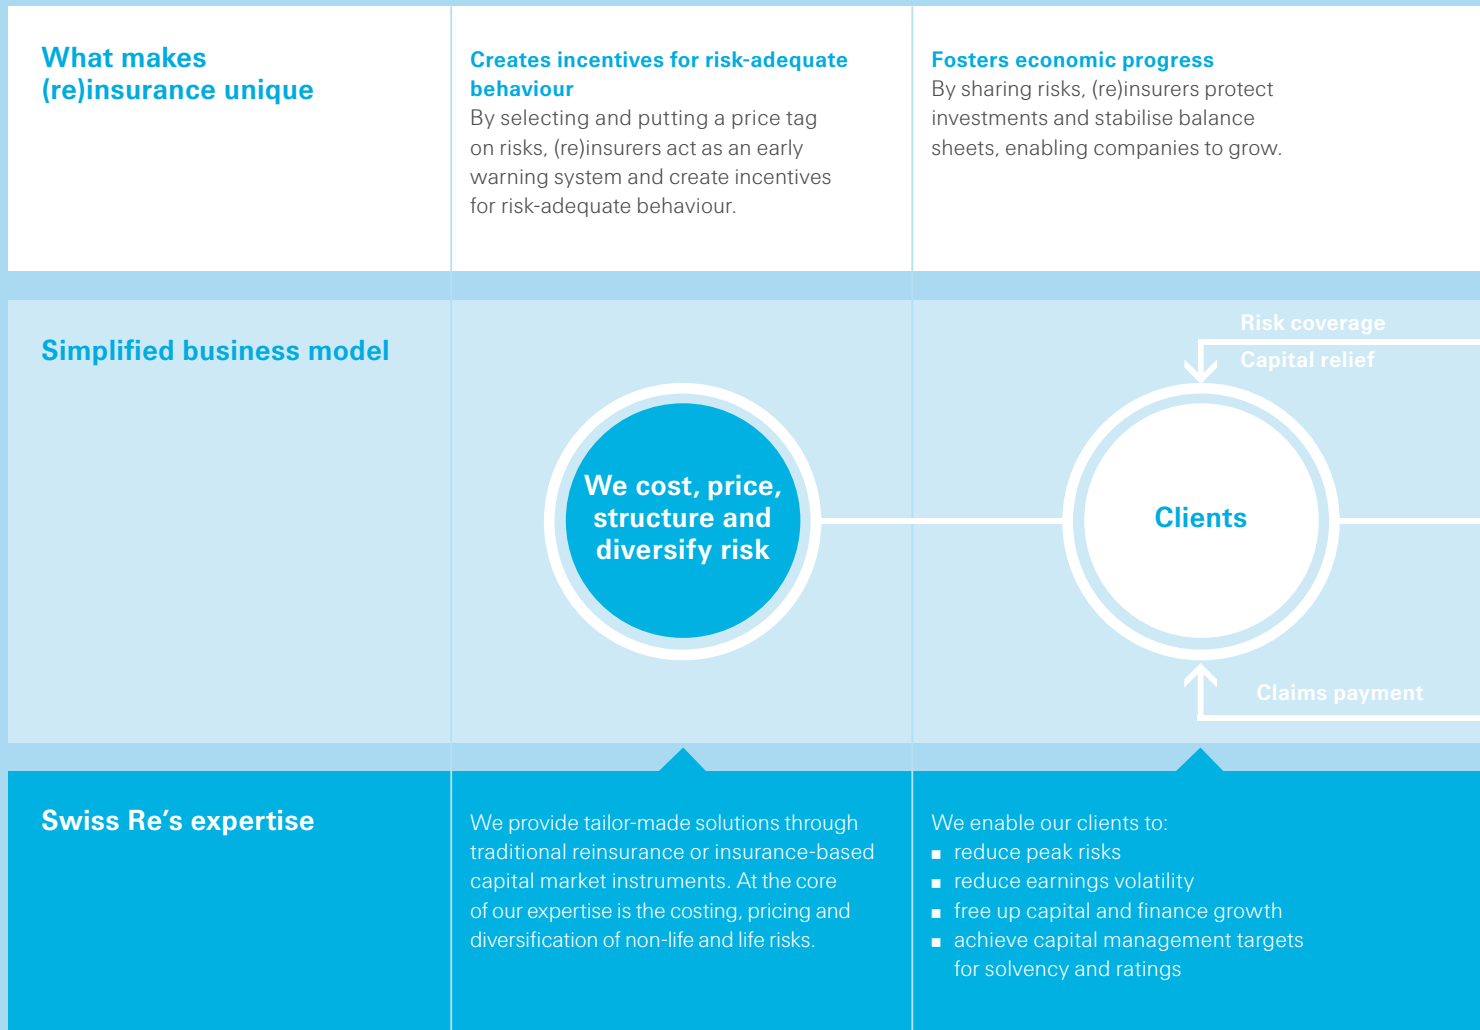 What makes
(re)insurance unique
Creates incentives for risk-adequate
behaviour
By selecting and putting a price tag
on risks, (re)insurers act as an early
warning system and create incentives
for risk-adequate behaviour.
Fosters economic progress
By sharing risks, (re)insurers protect
investments and stabilise balance
sheets, enabling companies to grow.
Simplified business model
We cost, price,
structure and
diversify risk
Risk coverage
Capital relief
Clients
Claims payment
Swiss Re’s expertise
We provide tailor-made solutions through
traditional reinsurance or insurance-based
capital market instruments. At the core
of our expertise is the costing, pricing and
diversification of non-life and life risks.
We enable our clients to:
■ reduce peak risks
■ reduce earnings volatility
■ free up capital and finance growth
■ achieve capital management targets
for solvency and ratings